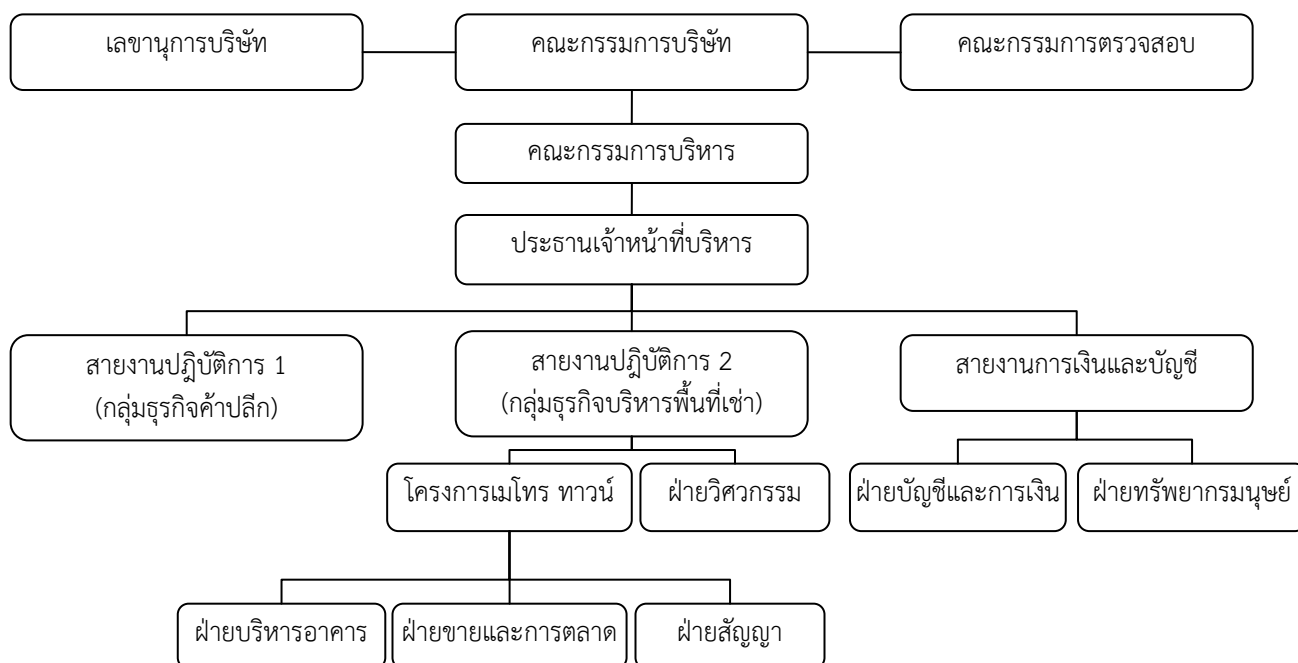 เลขานุการบริษัท
คณะกรรมการบริษัท
คณะกรรมการตรวจสอบ
คณะกรรมการบริหาร
ประธานเจ้าหน้าที่บริหาร
สายงานปฎิบัติการ 1
(กลุ่มธุรกิจค้าปลีก)
สายงานปฎิบัติการ 2
(กลุ่มธุรกิจบริหารพื้นที่เช่า)
สายงานการเงินและบัญชี
โครงการเมโทร ทาวน์
ฝ่ายวิศวกรรม
ฝ่ายบัญชีและการเงิน
ฝ่ายทรัพยากรมนุษย์
ฝ่ายบริหารอาคาร
ฝ่ายขายและการตลาด
ฝ่ายสัญญา